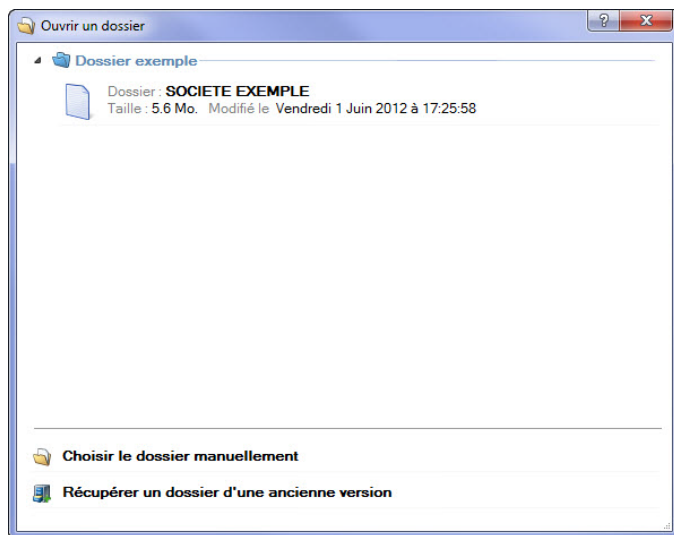 Ouvrir un dossier
Dossier exemple
Dossier : SOCIETE EXEMPLE
Taille : 5.6 Mo. Modifié le Vendredi 1 Juin 2012 à 17:25:58
Choisir le dossier manuellement
Récupérer un dossier d'une ancienne version